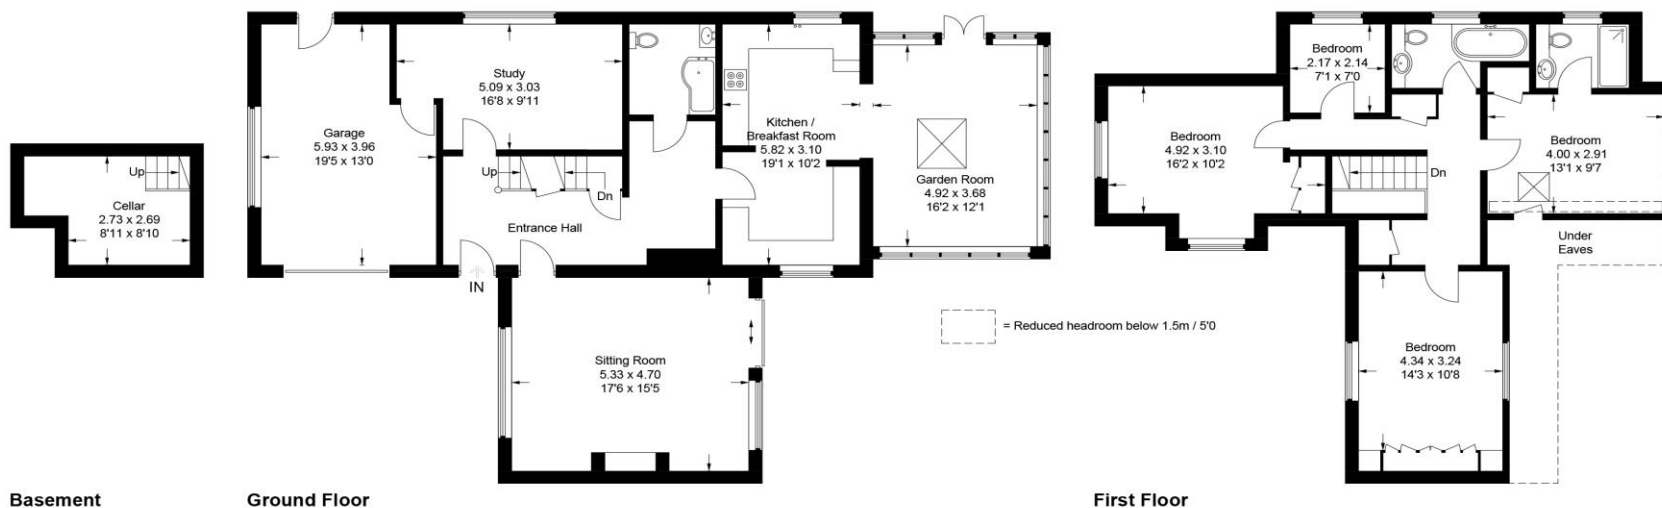 Up
Cellar
2.73 x 2.69
8'11 x 8'10
Basement
Garage
5.93 x 3.96
19'5 x 13'0
Study
5.09 x 3.03
16'8 x 9'11
Up
Dn
Entrance Hall
IN
Kitchen /
Breakfast Room
5.82 x 3.10
19'1 x 10'2
Garden Room
4.92 x 3.68
16'2 x 12'1
Sitting Room
5.33 x 4.70
17'6 x 15'5
= Reduced headroom below 1.5m / 5'0
Ground Floor
Bedroom
2.17 x 2.14
7'1 x 7'0
Bedroom
4.92 x 3.10
16'2 x 10'2
Dn
Bedroom
4.00 x 2.91
13'1 x 9'7
Under
Eaves
Bedroom
4.34 x 3.24
14'3 x 10'8
First Floor